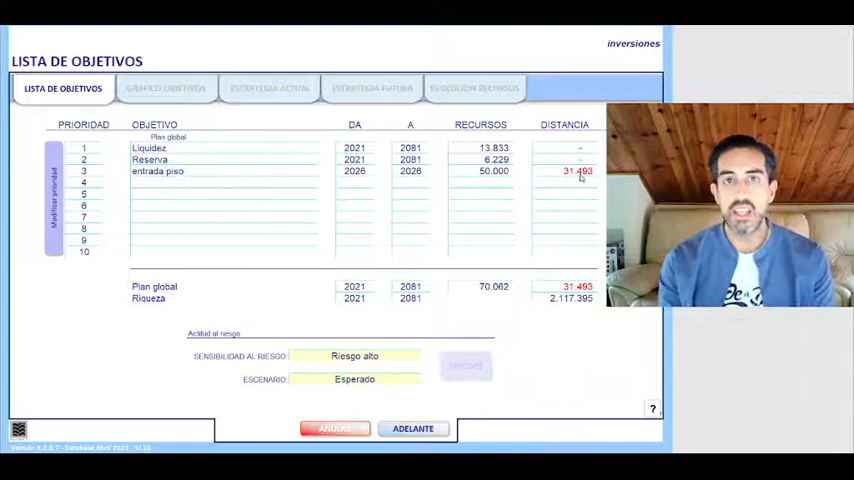 inversiones
LISTA DE OBJETIVOS
LISTA DE OBJETIVOS GRAFICO OBJETIVOS ESTRATEGIA ACTUAL ESTRATEGIA FUTURA EVOLUCION RECURSOS
PRIORIDAD OBJETIVO DA A RECURSOS DISTANCIA
Plan global
1 Liquidez 2021 2081 13.833 -
2 Reserva 2021 2081 6.229 -
3 entrada piso 2026 2026 50.000 31.493
4
5
6
7
8
9
10
Modificar prioridad
Plan global 2021 2081 70.062 31.493
Riqueza 2021 2081 2.117.395
Actitud al riesgo
SENSIBILIDAD AL RIESGO: Riesgo alto
ESCENARIO: Esperado
?
ADELANTE